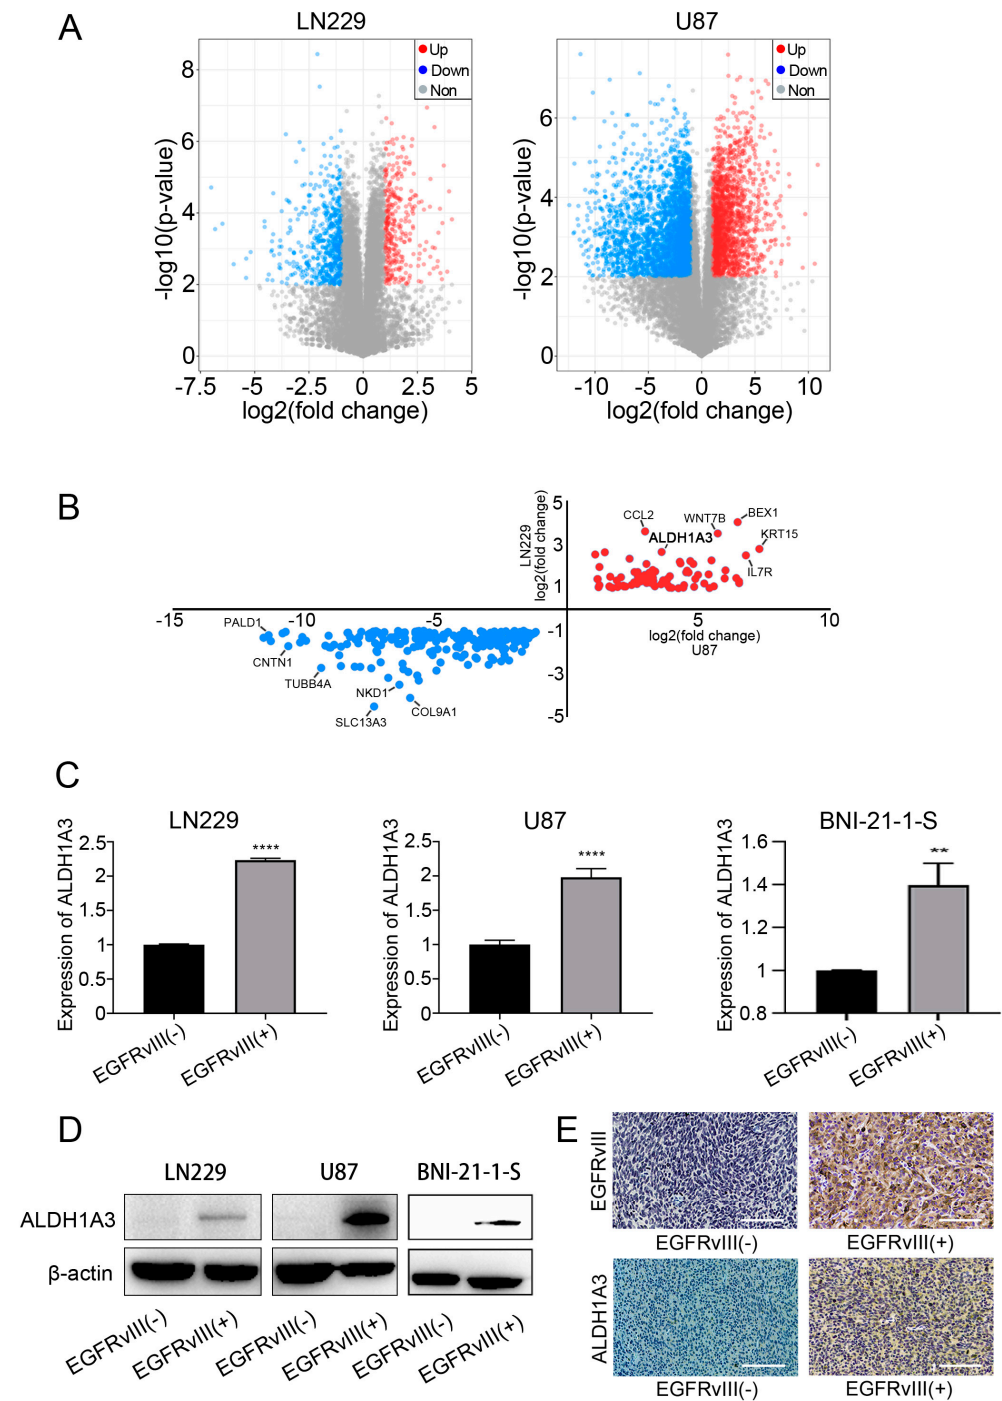 A
LN229
U87
-log10(p-value)
8
6
4
2
0
-7.5
-5
-2.5
0
2.5
5
log2(fold change)
Up
Down
Non
-log10(p-value)
6
4
2
0
-10
-5
0
5
10
log2(fold change)
Up
Down
Non
B
LN229
log2(fold change)
5
3
1
-1
-3
-5
-15
-10
-5
5
10
log2(fold change)
U87
CCL2
WNT7B
BEX1
ALDH1A3
KRT15
IL7R
PALD1
CNTN1
TUBB4A
NKD1
SLC13A3
COL9A1
C
LN229
Expression of ALDH1A3
2.5
2
1.5
1
0.5
0
****
EGFRvIII(-)
EGFRvIII(+)
U87
Expression of ALDH1A3
2.5
2
1.5
1
0.5
0
****
EGFRvIII(-)
EGFRvIII(+)
BNI-21-1-S
Expression of ALDH1A3
1.6
1.4
1.2
1
0.8
**
EGFRvIII(-)
EGFRvIII(+)
D
LN229
U87
BNI-21-1-S
ALDH1A3
β-actin
EGFRvIII(-)
EGFRvIII(+)
EGFRvIII(-)
EGFRvIII(+)
EGFRvIII(-)
EGFRvIII(+)
E
EGFRvIII
EGFRvIII(-)
EGFRvIII(+)
ALDH1A3
EGFRvIII(-)
EGFRvIII(+)